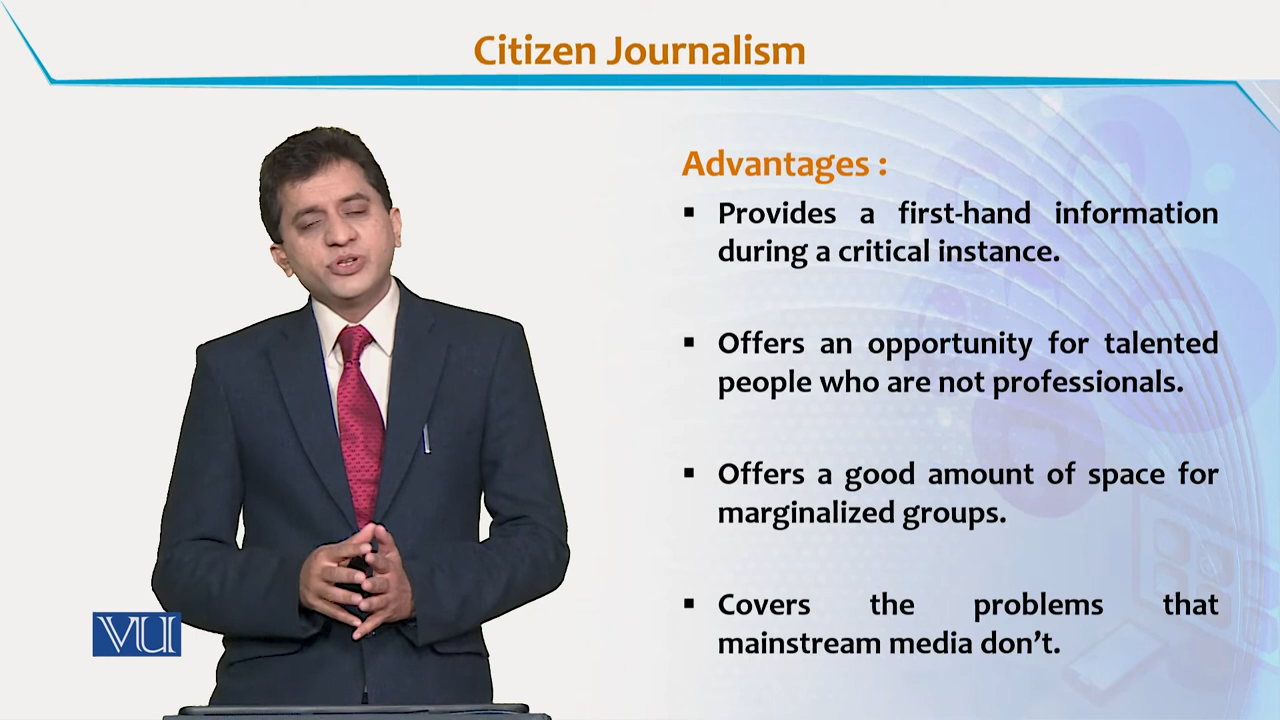 Citizen Journalism
Advantages :
▪ Provides a first-hand information
during a critical instance.
▪ Offers an opportunity for talented
people who are not professionals.
▪ Offers a good amount of space for
marginalized groups.
▪ Covers the problems that
mainstream media don't.
VU